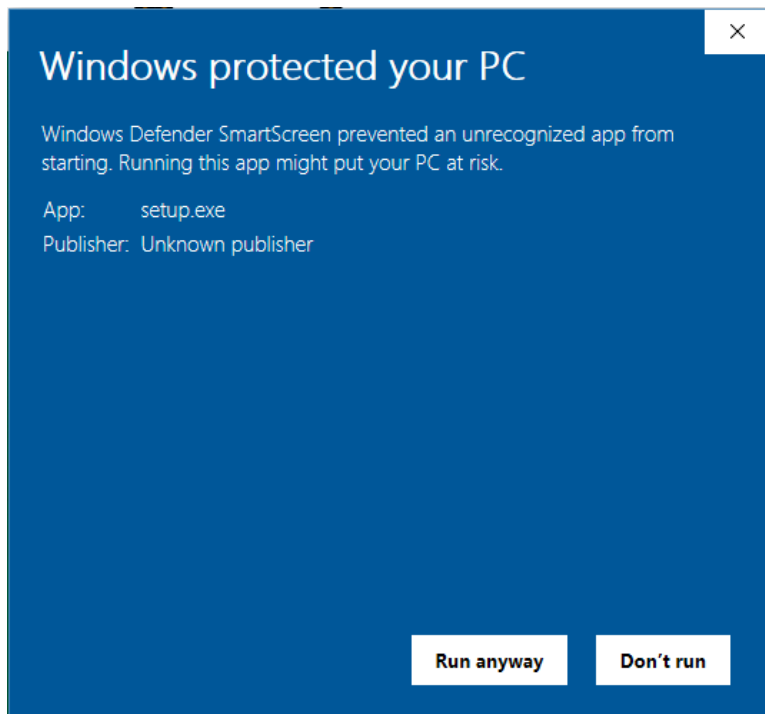 Windows protected your PC
Windows Defender SmartScreen prevented an unrecognized app from
starting. Running this app might put your PC at risk.
App: setup.exe
Publisher: Unknown publisher
Run anyway Don’t run